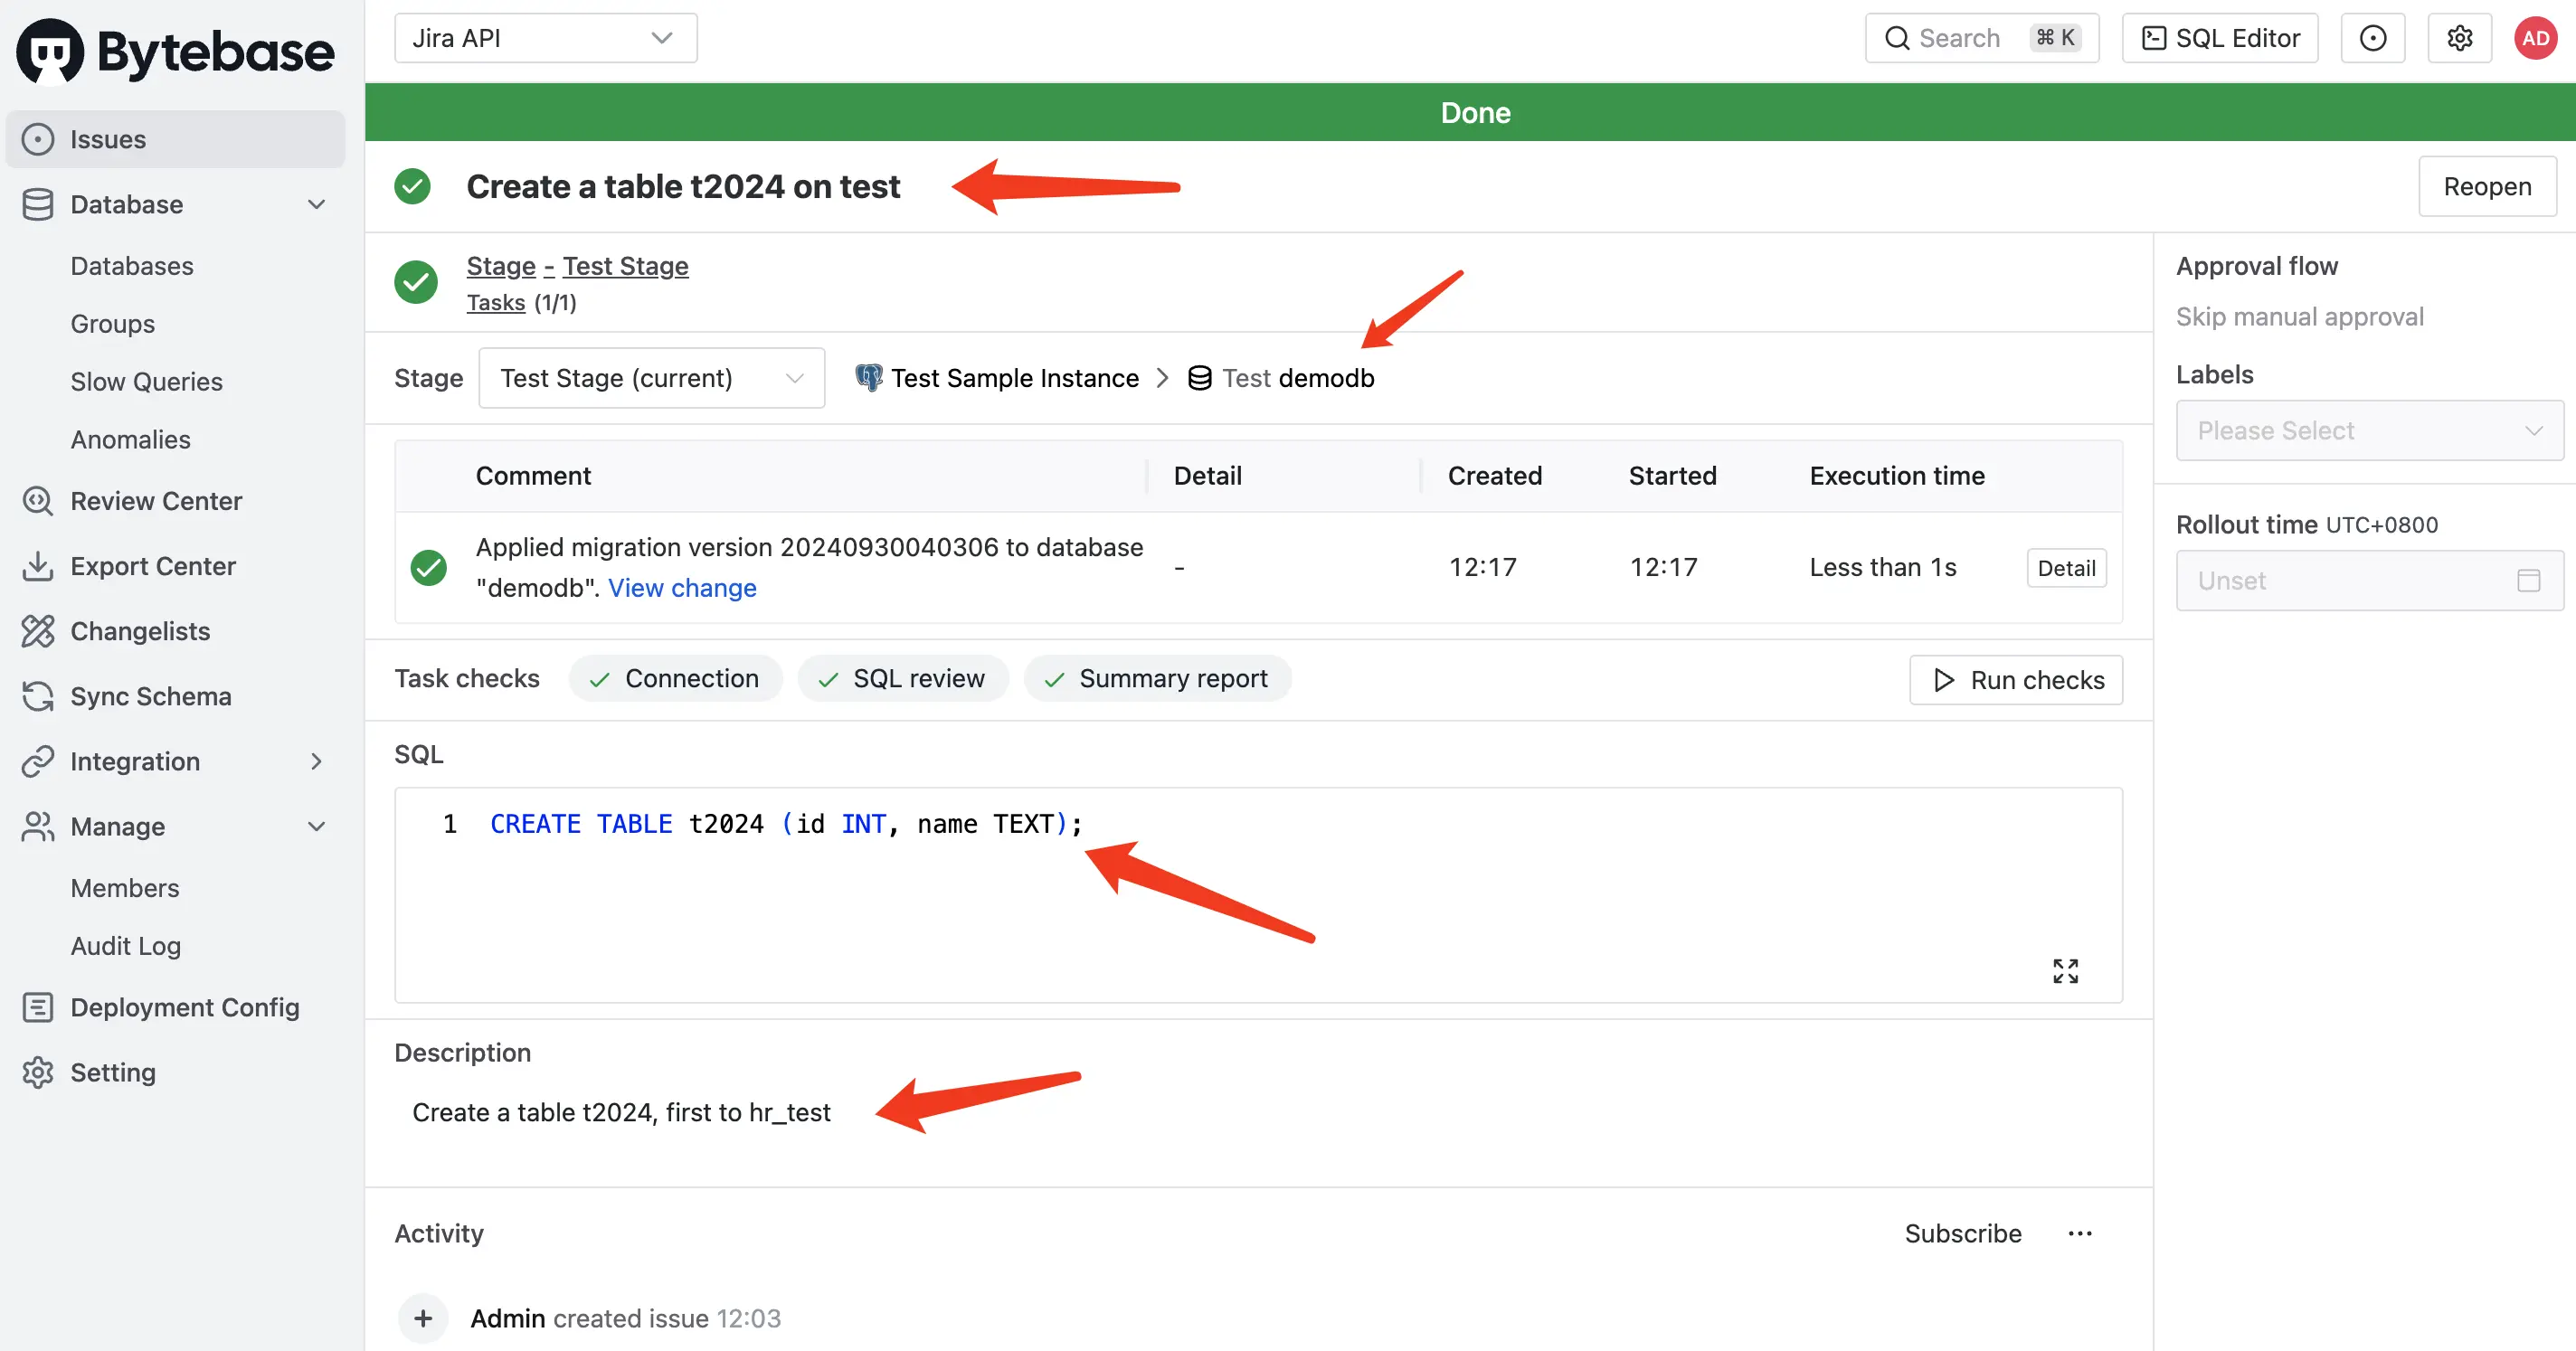 Bytebase
Jira API
Search ⌘ K
SQL Editor
AD
Done
Issues
Database
Databases
Groups
Slow Queries
Anomalies
Review Center
Export Center
Changelists
Sync Schema
Integration
Manage
Members
Audit Log
Deployment Config
Setting
Create a table t2024 on test
Reopen
Stage - Test Stage
Tasks (1/1)
Stage Test Stage (current) Test Sample Instance Test demodb
Comment Detail Created Started Execution time
Applied migration version 20240930040306 to database
"demodb". View change
- 12:17 12:17 Less than 1s Detail
Task checks Connection SQL review Summary report Run checks
SQL
1 CREATE TABLE t2024 (id INT, name TEXT);
Description
Create a table t2024, first to hr_test
Activity
Subscribe
Admin created issue 12:03
Approval flow
Skip manual approval
Labels
Please Select
Rollout time UTC+0800
Unset